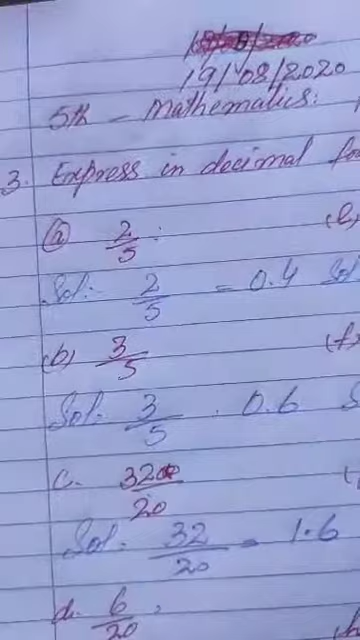 19/08/2020
5th - Mathematics:
3. Express in decimal
(a) 2/5 :
Sol:- 2/5 = 0.4 Sol
(b) 3/5
Sol. 3/5 . 0.6 S
c. 32/20
Sol. 32/20 = 1.6
d. 6/20